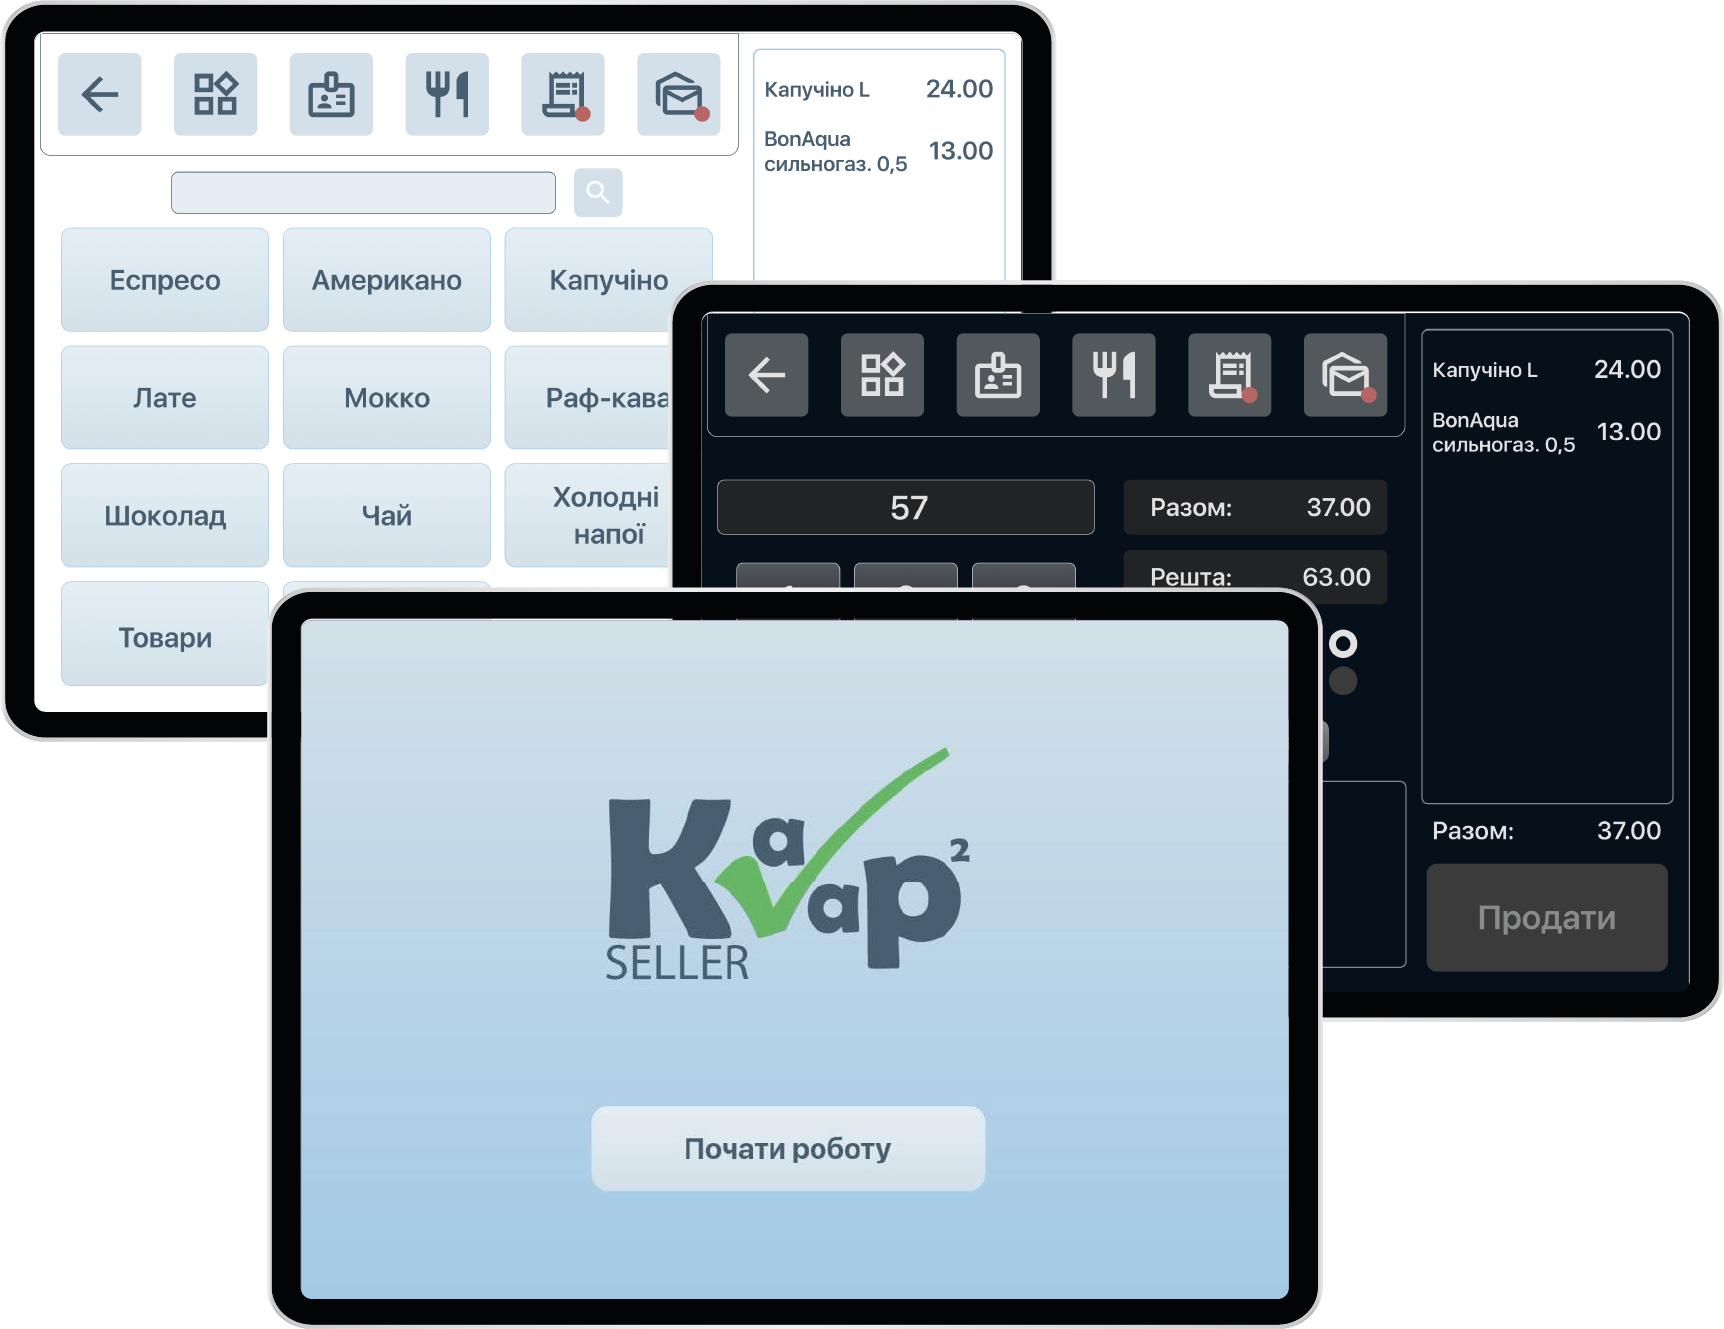 Капучіно L 24.00
BonAqua
сильногаз. 0,5 13.00
Еспресо Американо Капучіно
Лате Мокко Раф-кава
Шоколад Чай Холодні
напої
Товари
Капучіно L 24.00
BonAqua
сильногаз. 0,5 13.00
57
Разом: 37.00
Решта: 63.00
Разом: 37.00
Продати
Каvар²
SELLER
Почати роботу